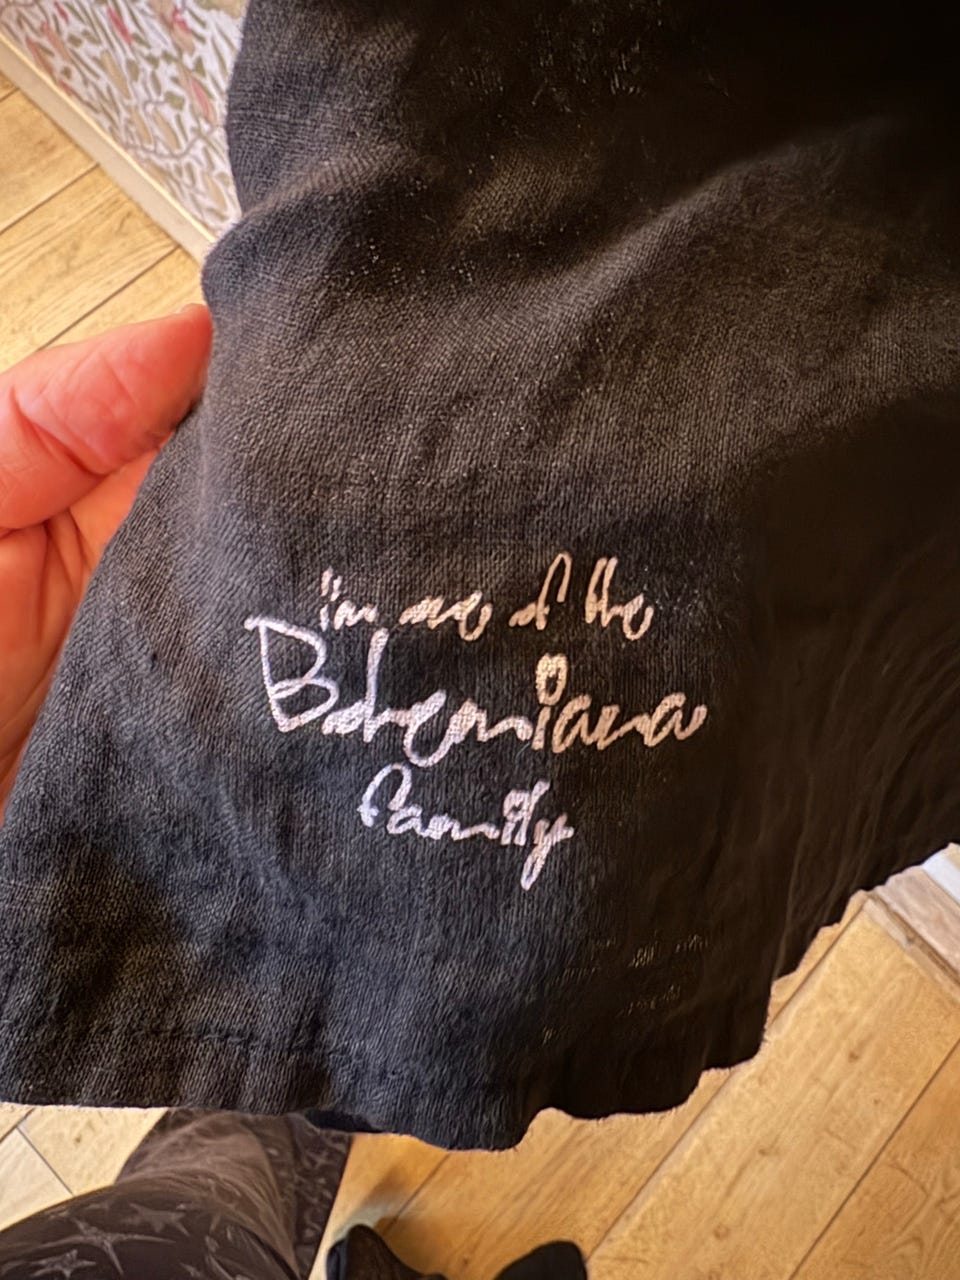 i'm one of the
Bohemiana
family